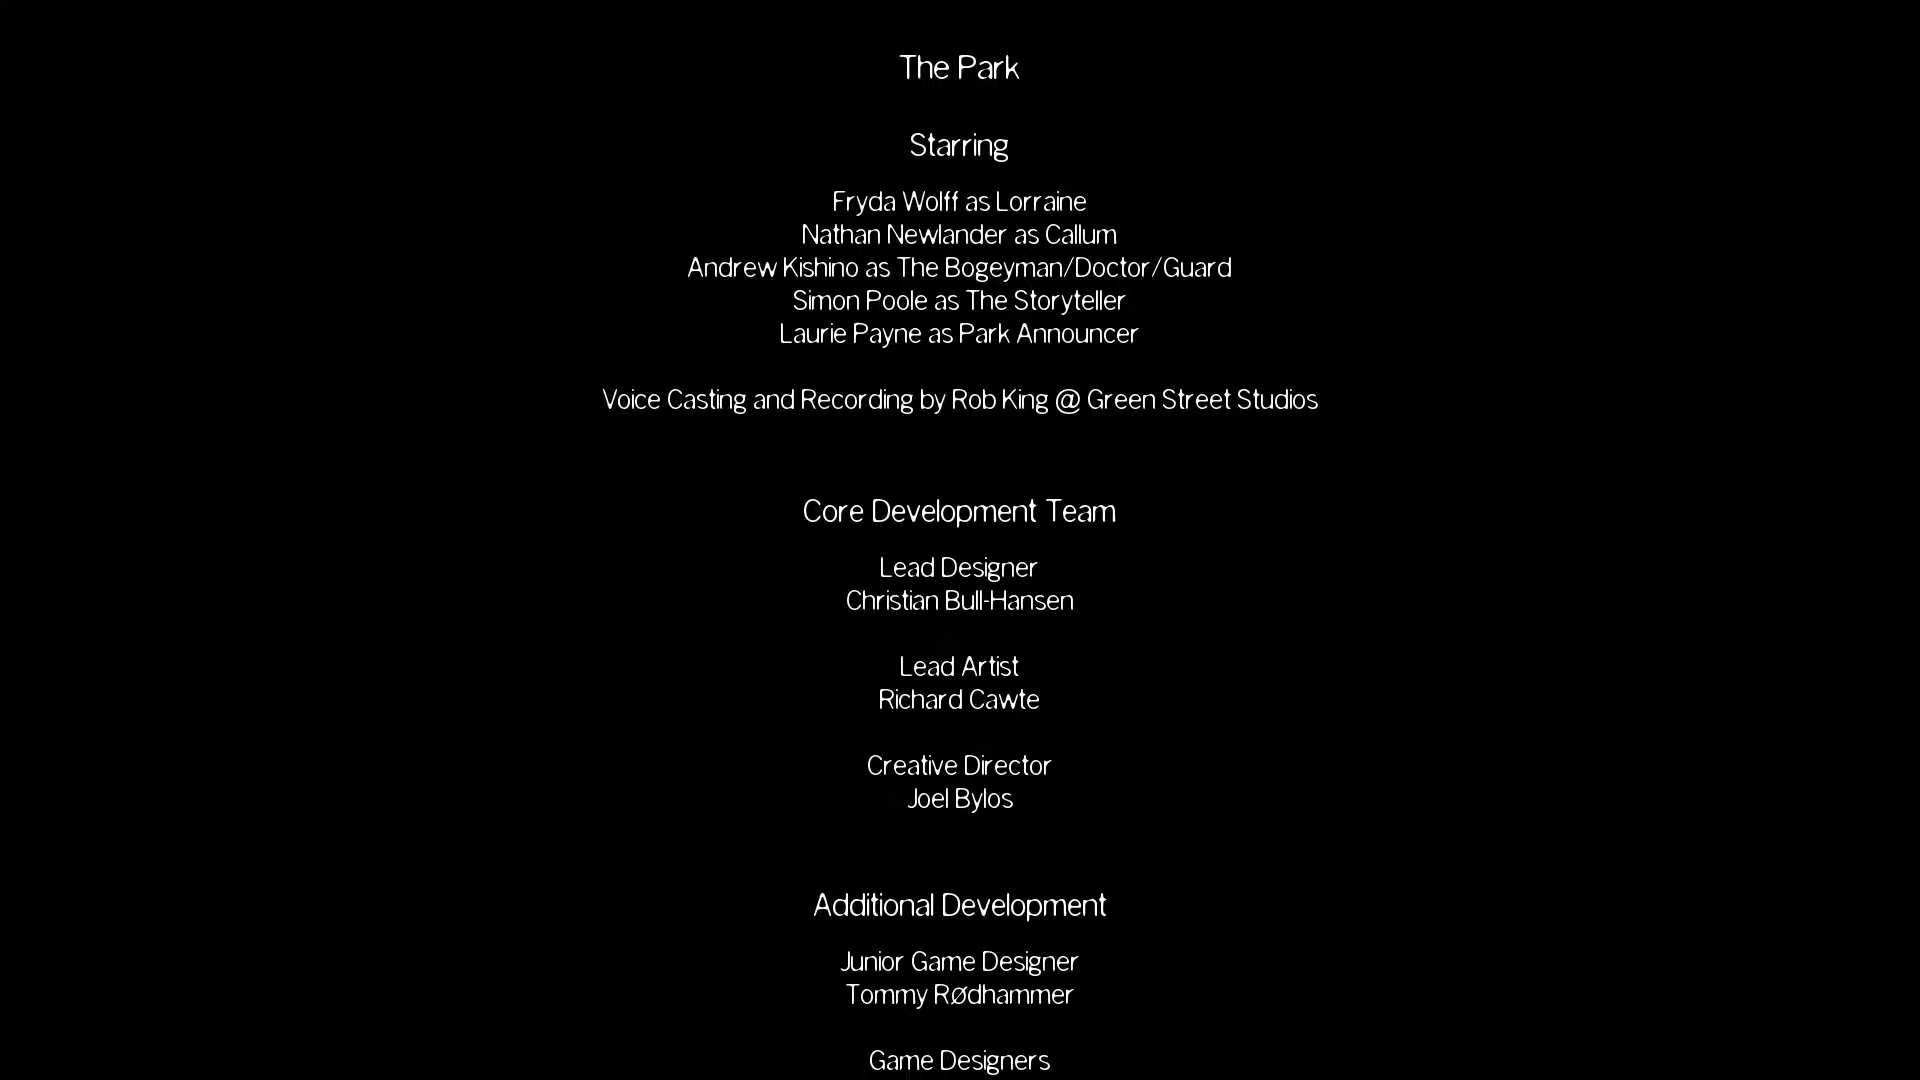 The Park
Starring
Fryda Wolff as Lorraine
Nathan Newlander as Callum
Andrew Kishino as The Bogeyman/Doctor/Guard
Simon Poole as The Storyteller
Laurie Payne as Park Announcer
Voice Casting and Recording by Rob King @ Green Street Studios
Core Development Team
Lead Designer
Christian Bull-Hansen
Lead Artist
Richard Cawte
Creative Director
Joel Bylos
Additional Development
Junior Game Designer
Tommy RØdhammer
Game Designers